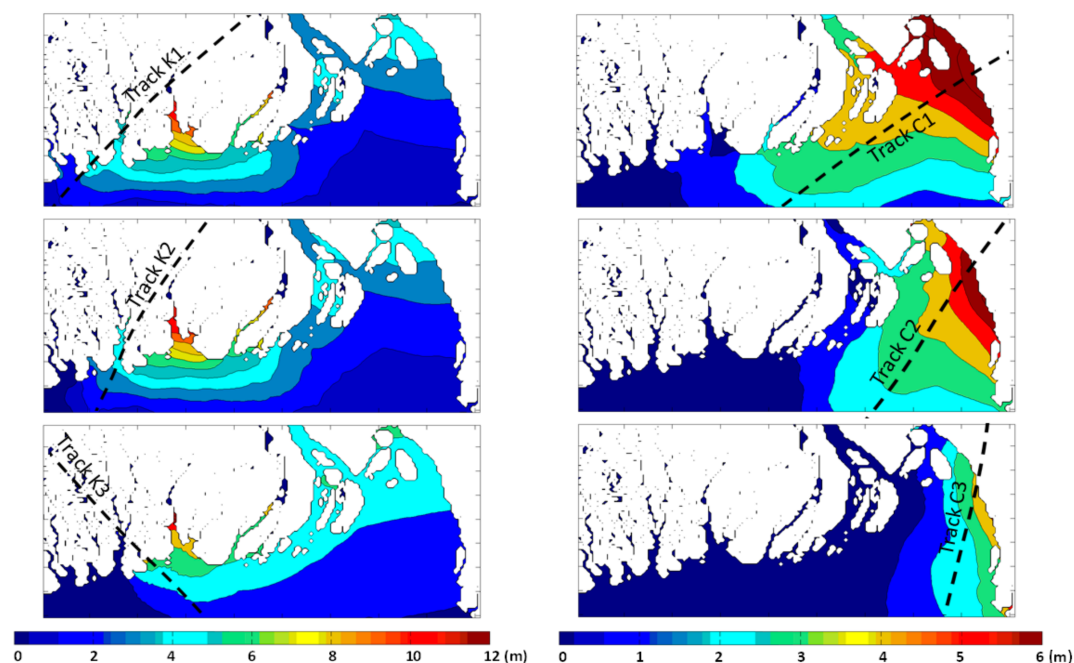 Track K1
Track C1
Track K2
Track C2
Track K3
Track C3
0 2 4 6 8 10 12 (m)
0 1 2 3 4 5 6 (m)